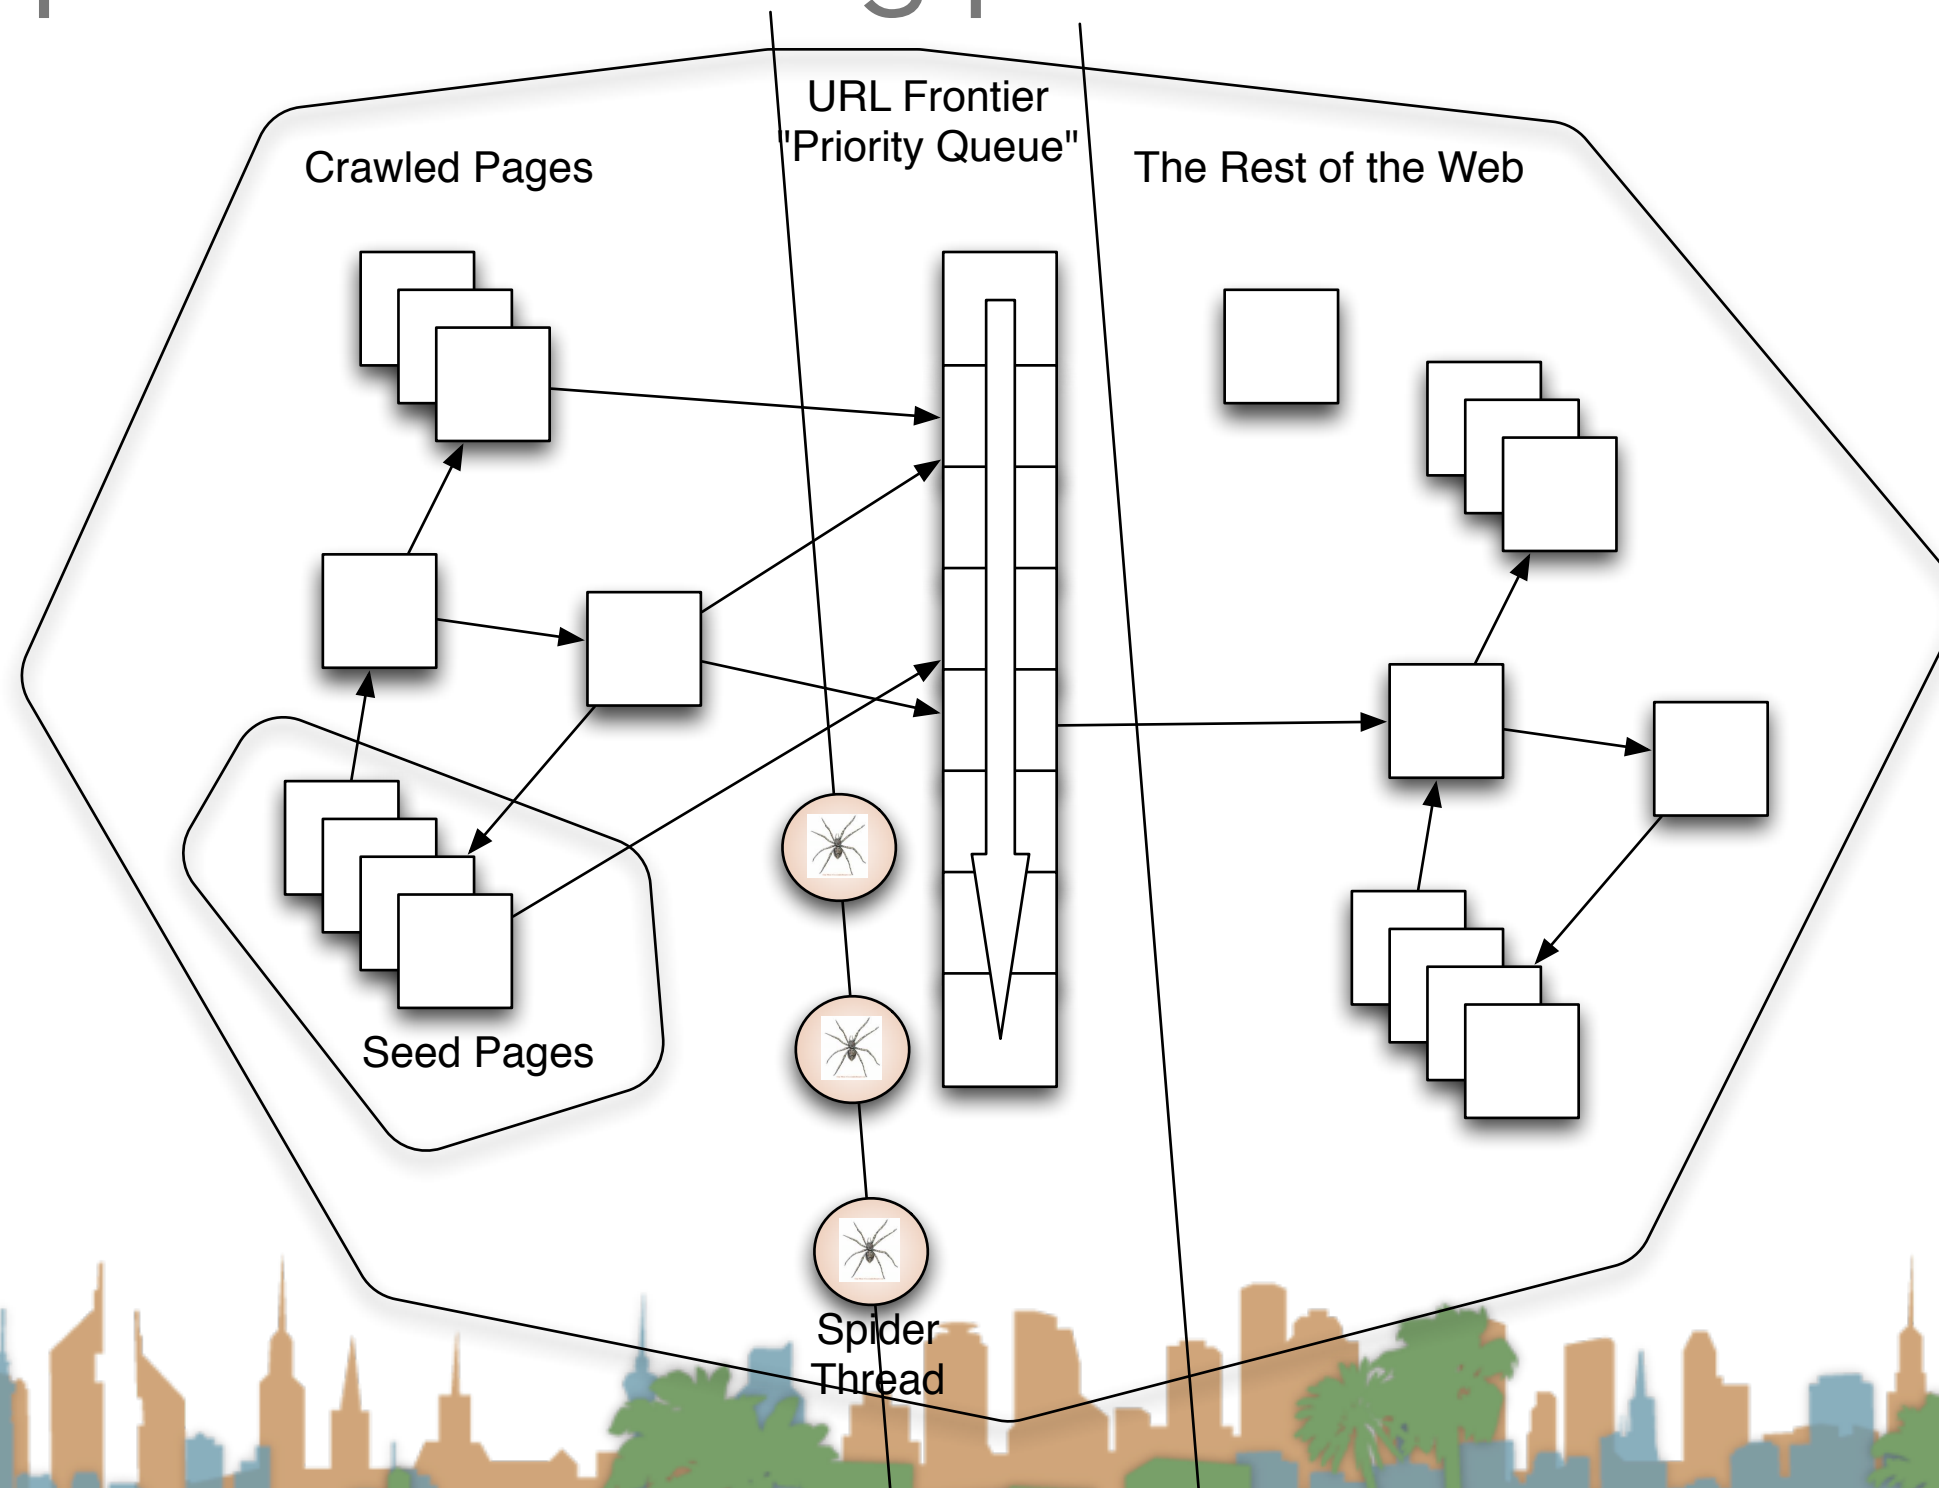 URL Frontier
"Priority Queue"
Crawled Pages
The Rest of the Web
Seed Pages
Spider
Thread